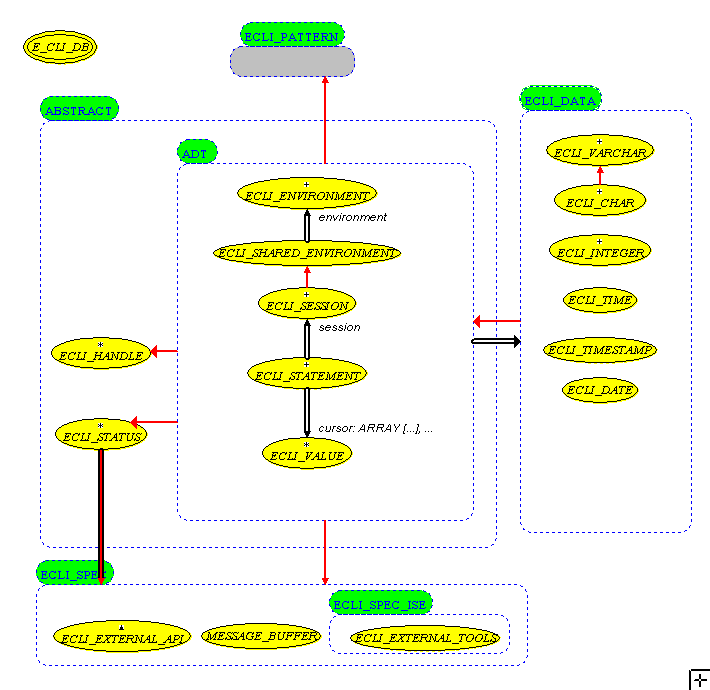 E_CLI_DB
ECLI_PATTERN
ABSTRACT
ECLI_DATA
ADT
+
ECLI_VARCHAR
+
ECLI_ENVIRONMENT
environment
+
ECLI_CHAR
ECLI_SHARED_ENVIRONMENT
+
ECLI_INTEGER
+
ECLI_SESSION
session
ECLI_TIME
*
ECLI_HANDLE
+
ECLI_STATEMENT
ECLI_TIMESTAMP
ECLI_DATE
cursor: ARRAY [...], ...
*
ECLI_STATUS
*
ECLI_VALUE
ECLI_SPEC
ECLI_SPEC_ISE
ECLI_EXTERNAL_API
MESSAGE_BUFFER
ECLI_EXTERNAL_TOOLS